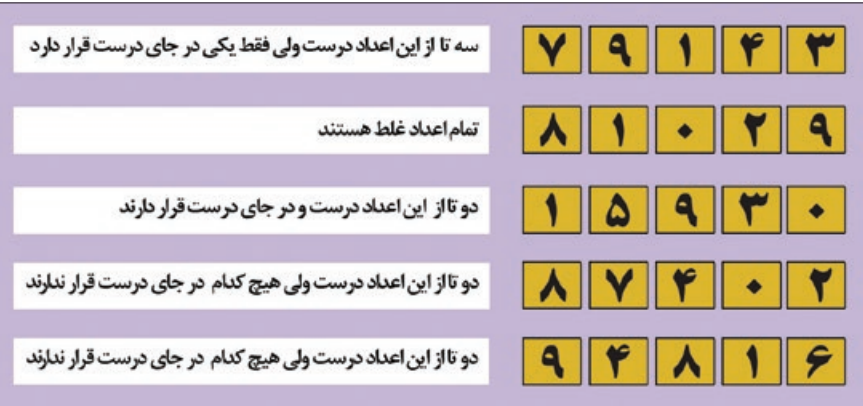 سه تا از این اعداد درست ولی فقط یکی در جای درست قرار دارد ۷ ۹ ۱ ۴ ۳
تمام اعداد غلط هستند ۸ ۱ ۰ ۲ ۹
دو تا از این اعداد درست و در جای درست قرار دارند ۱ ۵ ۹ ۳ ۰
دو تا از این اعداد درست ولی هیچ کدام در جای درست قرار ندارند ۸ ۷ ۴ ۰ ۲
دو تا از این اعداد درست ولی هیچ کدام در جای درست قرار ندارند ۹ ۴ ۸ ۱ ۶